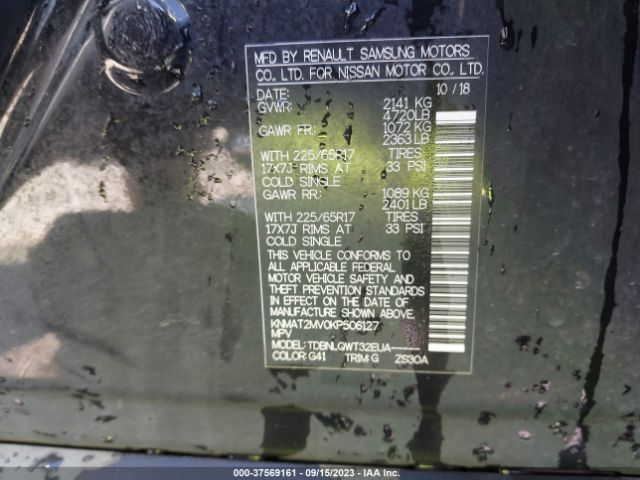 MFD BY RENAULT SAMSUNG MOTORS
CO., LTD. FOR NISSAN MOTOR CO., LTD.
DATE: 10 / 18
GVWR: 2141 KG
4720LB
GAWR FR: 1072 KG
2363 LB
WITH 225/65R17 TIRES
17X7J RIMS AT 33 PSI
COLD SINGLE
GAWR RR: 1089 KG
2401 LB
WITH 225/65R17 TIRES
17X7J RIMS AT 33 PSI
COLD SINGLE
THIS VEHICLE CONFORMS TO
ALL APPLICABLE FEDERAL
MOTOR VEHICLE SAFETY AND
THEFT PREVENTION STANDARDS
IN EFFECT ON THE DATE OF
MANUFACTURE SHOWN ABOVE.
KNMAT2MV0KP506127
MPV
MODEL: TDBNLQWT32EUA-----
COLOR: G41 TRIM: G ZS30A
000-37569161 - 09/15/2023 - IAA Inc.